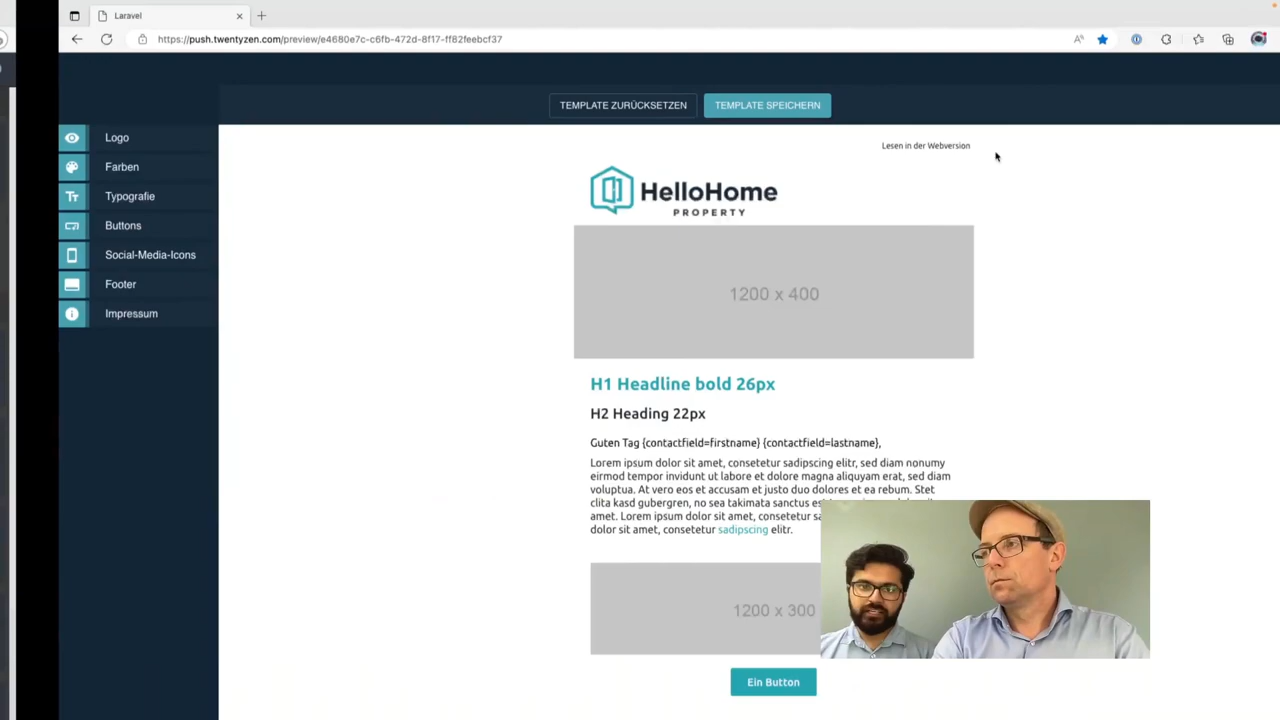 Laravel
https://push.twentyzen.com/preview/e4680e7c-c6fb-472d-8f17-ff82feebcf37
TEMPLATE ZURÜCKSETZEN
TEMPLATE SPEICHERN
Logo
Farben
Typografie
Buttons
Social-Media-Icons
Footer
Impressum
Lesen in der Webversion
HelloHome
PROPERTY
1200 x 400
H1 Headline bold 26px
H2 Heading 22px
Guten Tag {contactfield=firstname} {contactfield=lastname},
Lorem ipsum dolor sit amet, consetetur sadipscing elitr, sed diam nonumy
eirmod tempor invidunt ut labore et dolore magna aliquyam erat, sed diam
voluptua. At vero eos et accusam et justo duo dolores et ea rebum. Stet
clita kasd gubergren, no sea takimata sanctus
amet. Lorem ipsum dolor sit amet, consetetur
dolor sit amet, consetetur sadipscing elitr.
1200 x 300
Ein Button